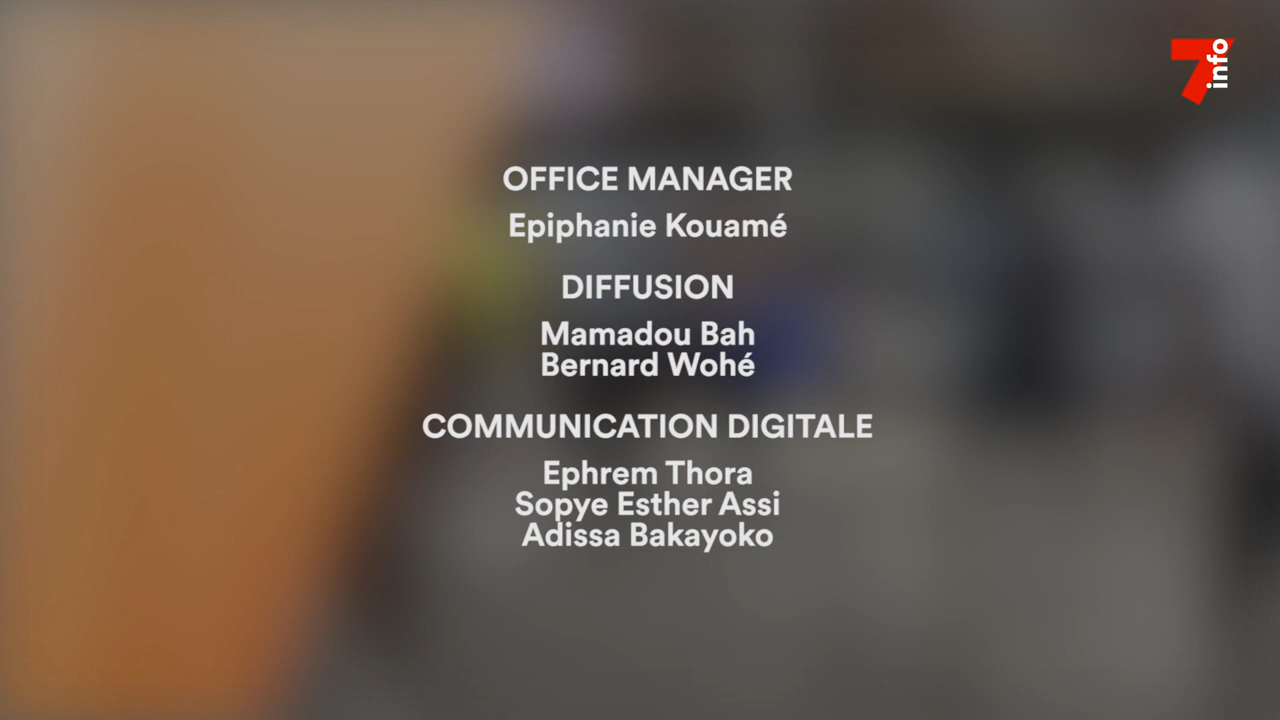 7info
OFFICE MANAGER
Epiphanie Kouamé
DIFFUSION
Mamadou Bah
Bernard Wohé
COMMUNICATION DIGITALE
Ephrem Thora
Sopye Esther Assi
Adissa Bakayoko